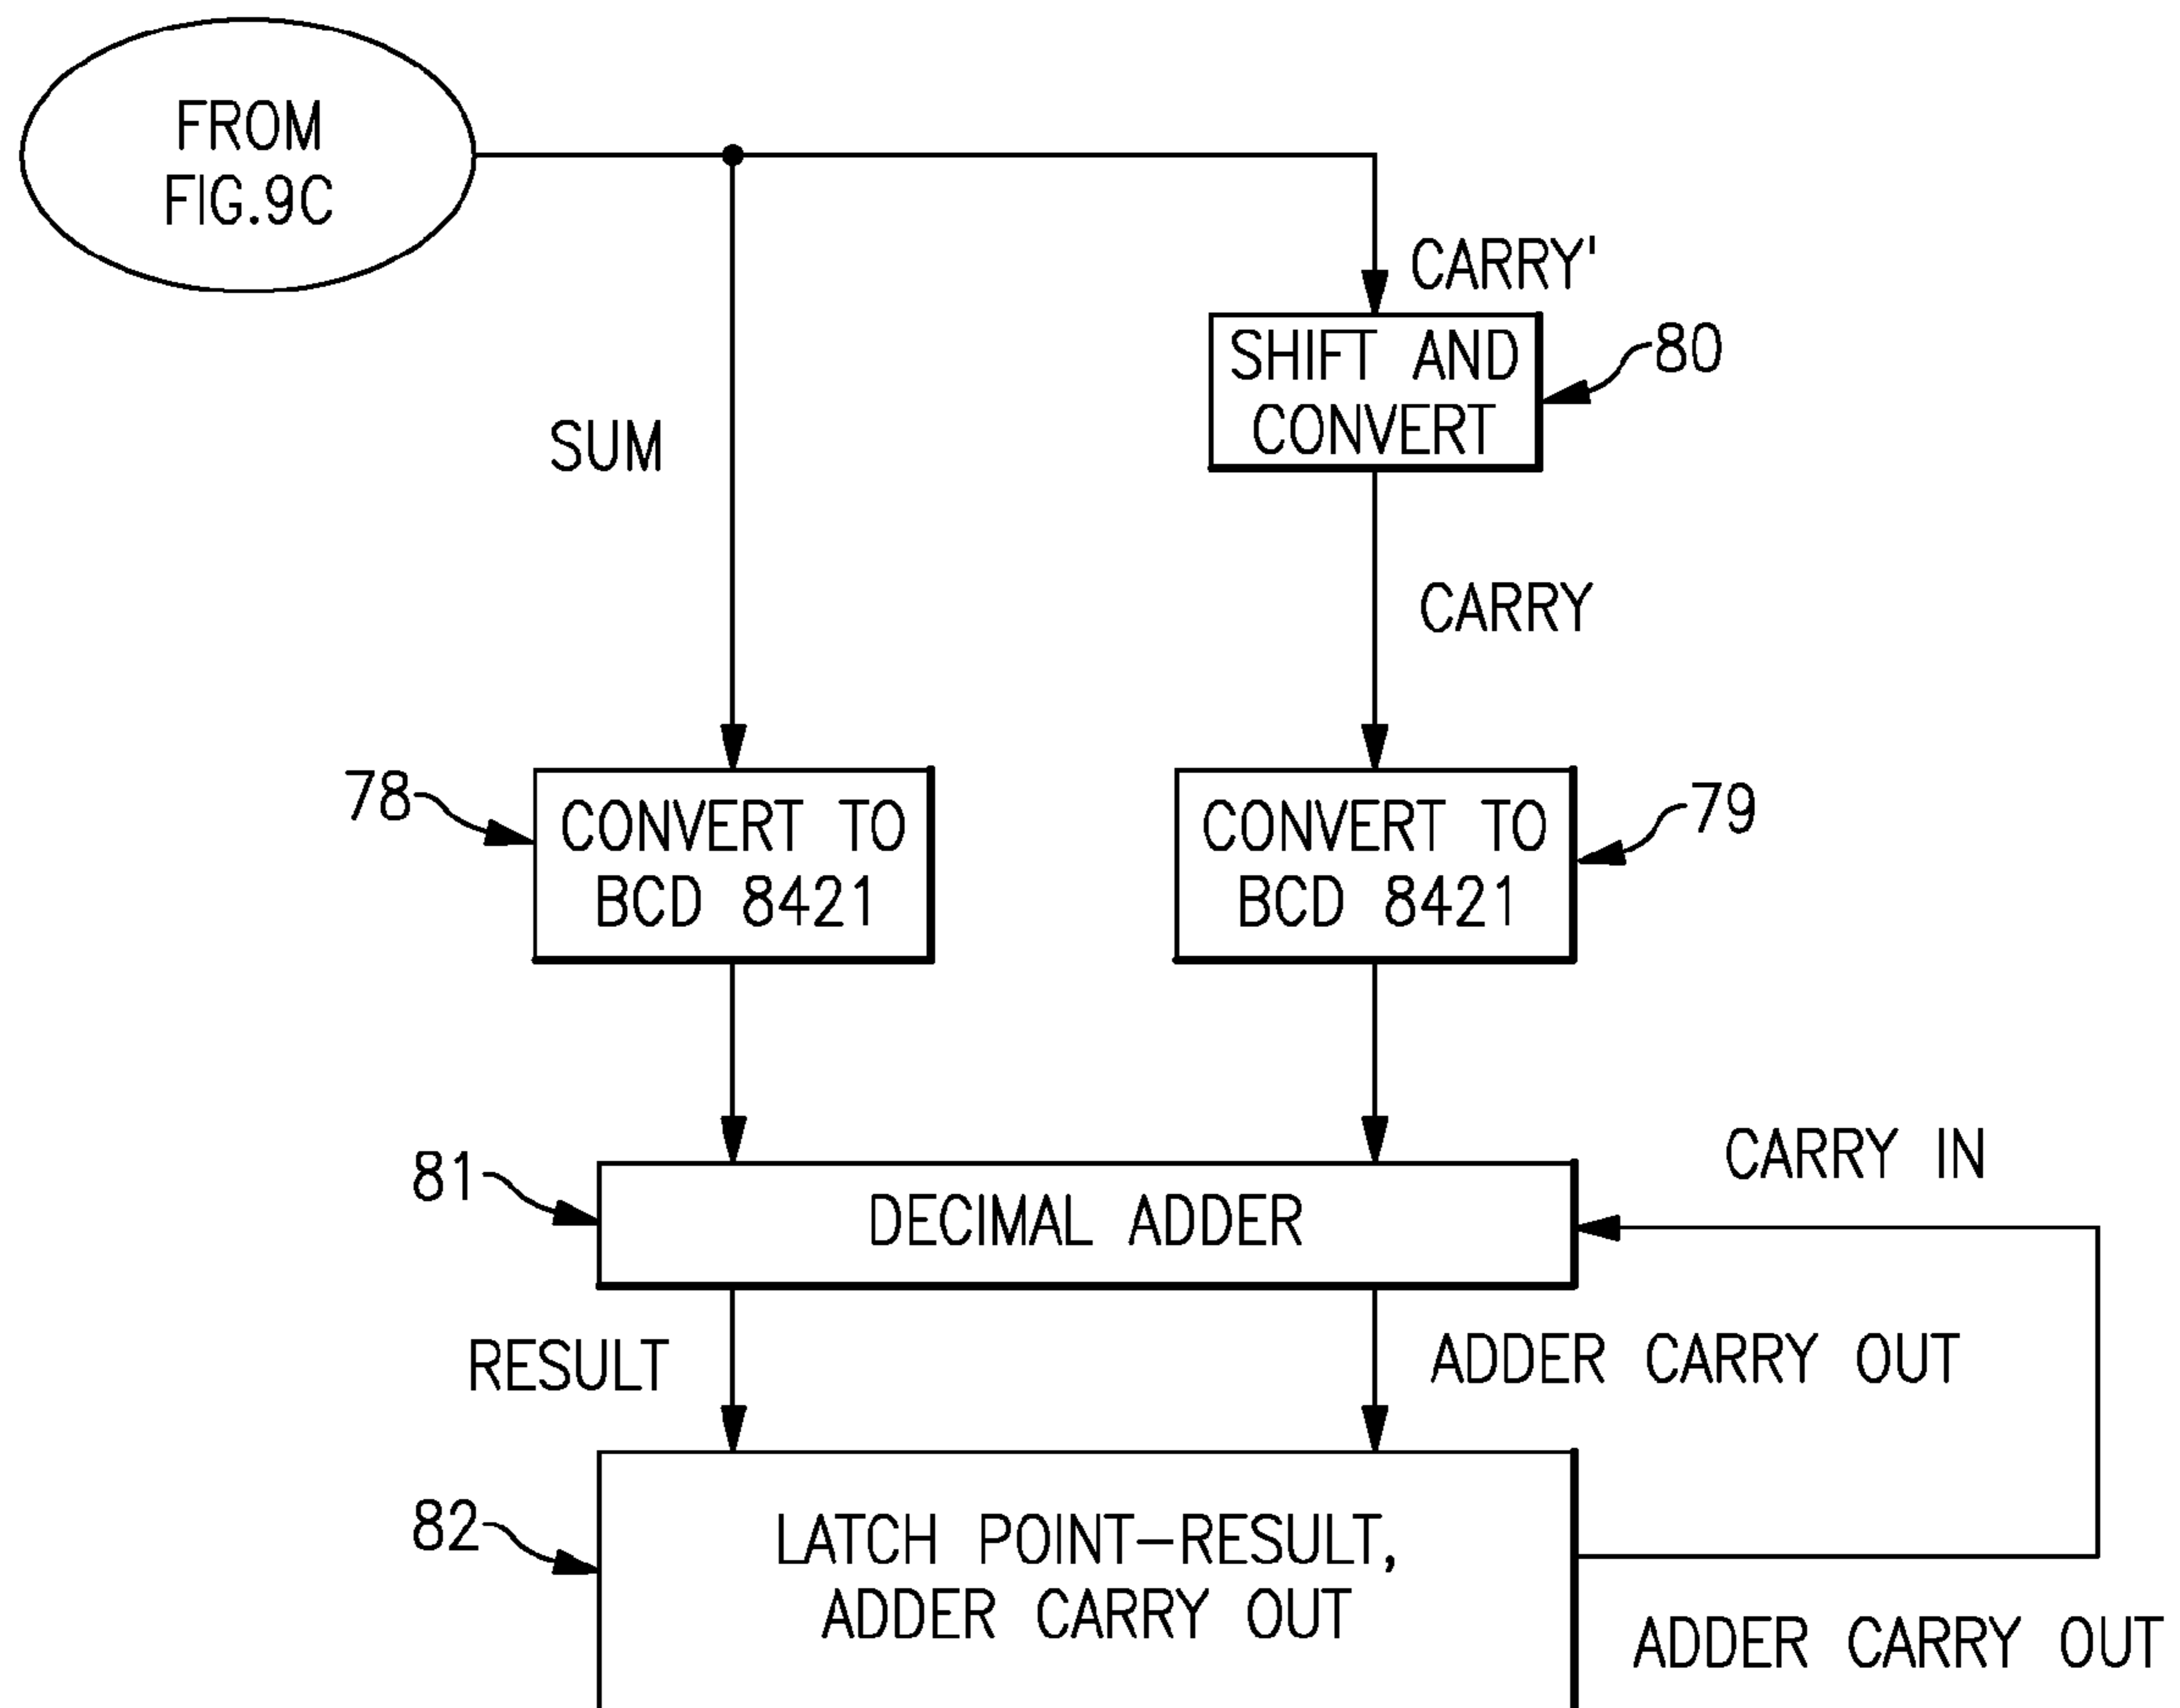 FROM
FIG.9C
CARRY'
SHIFT AND
CONVERT
80
SUM
CARRY
78
CONVERT TO
BCD 8421
CONVERT TO
BCD 8421
79
81
DECIMAL ADDER
CARRY IN
RESULT
ADDER CARRY OUT
82
LATCH POINT-RESULT,
ADDER CARRY OUT
ADDER CARRY OUT